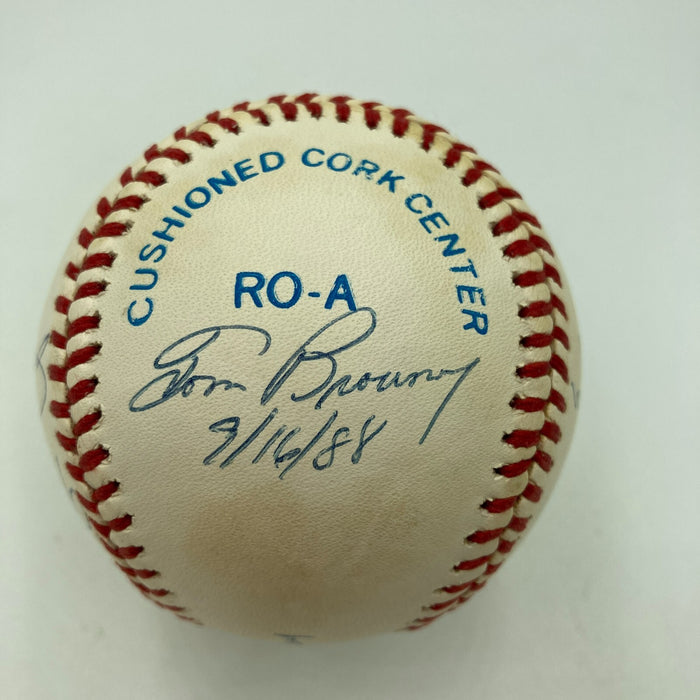 CUSHIONED CORK CENTER
RO-A
Tom Browning
9/16/88